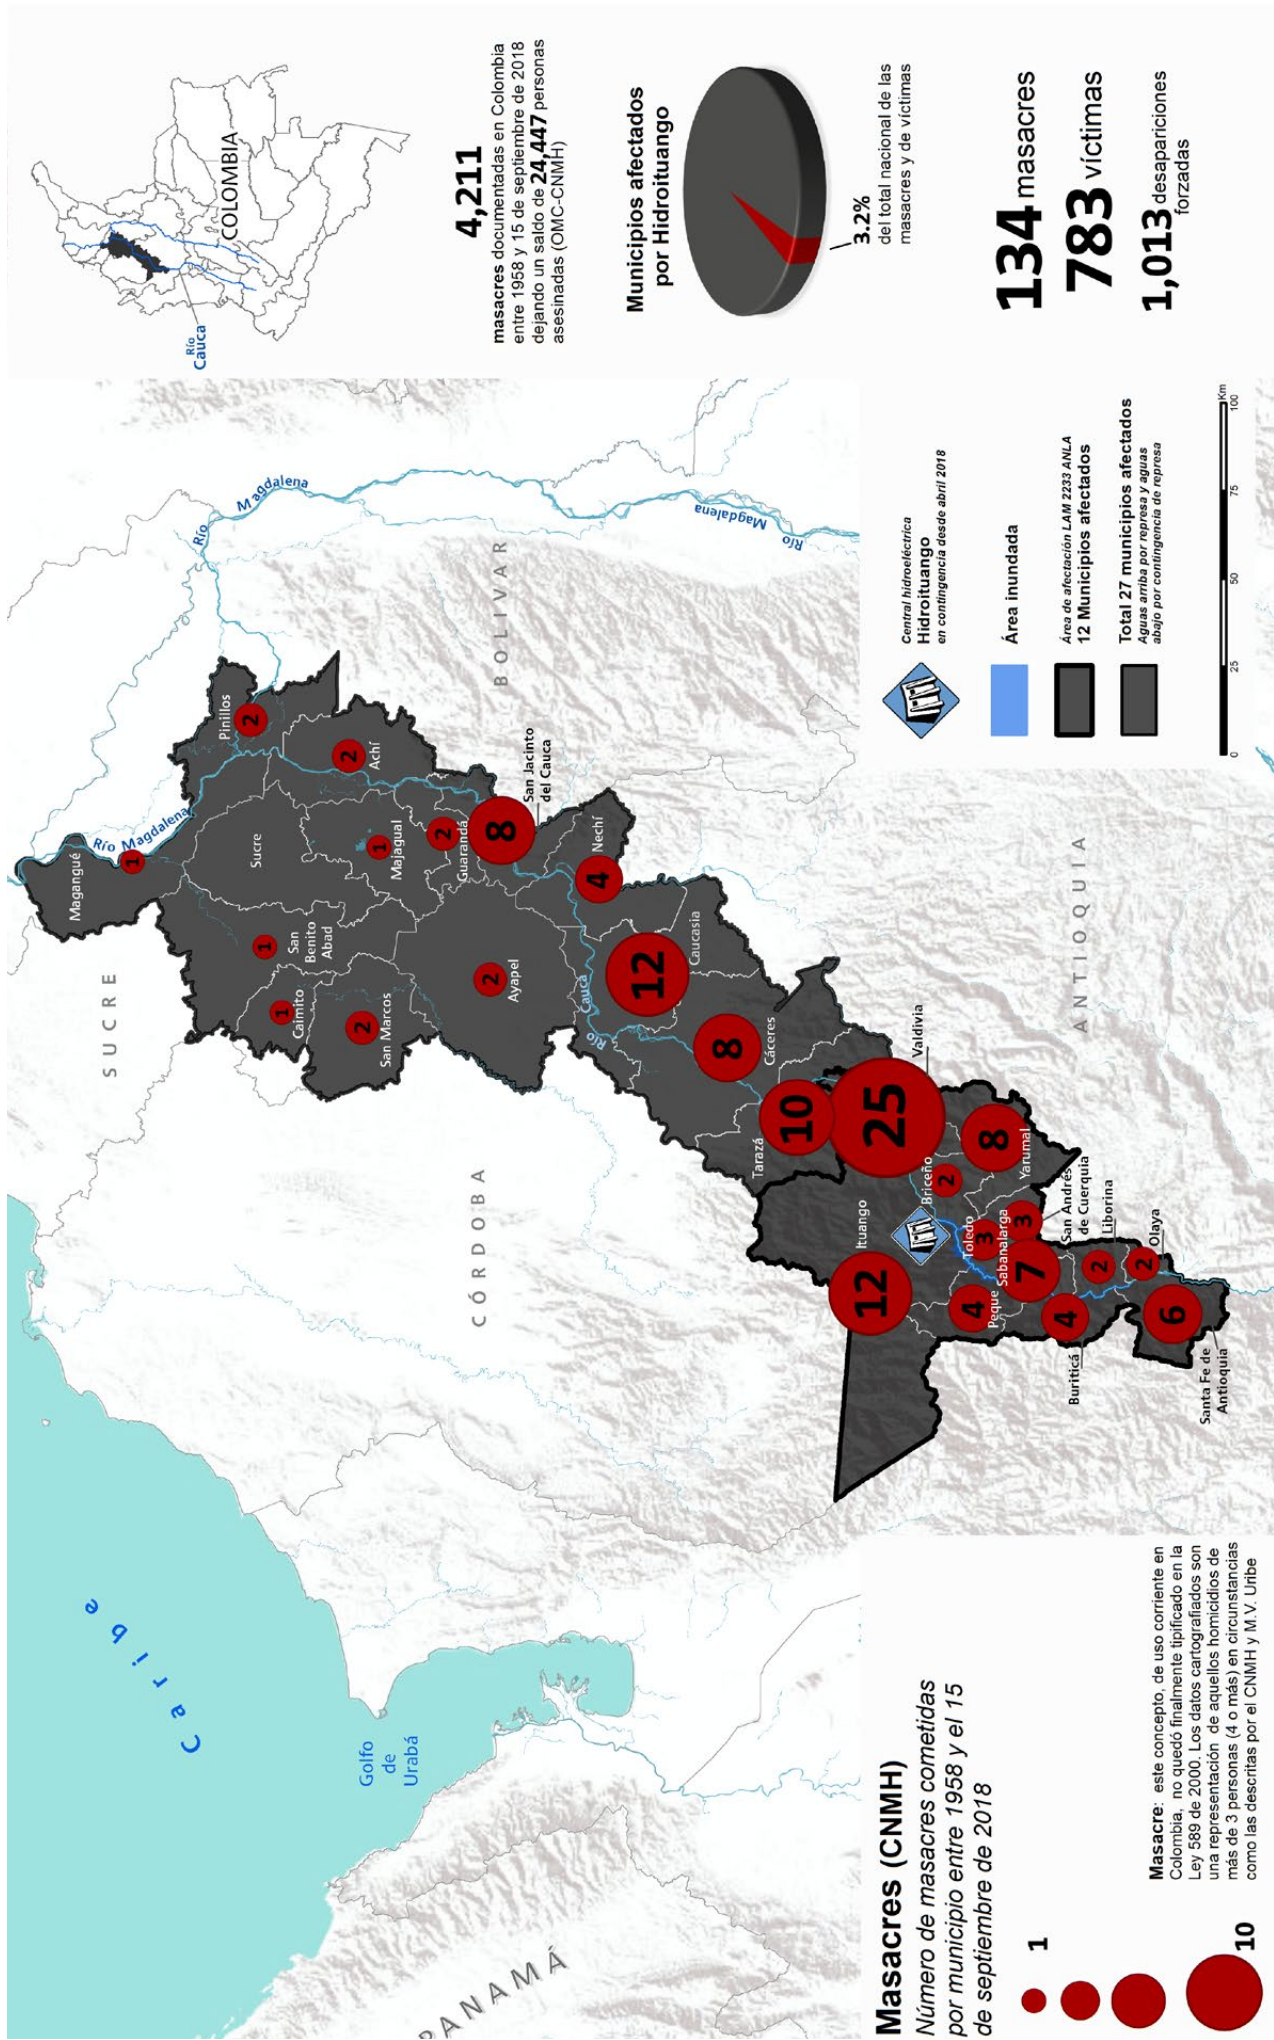 Masacres (CNMH)
Número de masacres cometidas
por municipio entre 1958 y el 15
de septiembre de 2018
1
10
Masacre: este concepto, de uso corriente en
Colombia, no quedó finalmente tipificado en la
Ley 589 de 2000. Los datos cartografiados son
una representación de aquellos homicidios de
más de 3 personas (4 o más) en circunstancias
como las descritas por el CNMH y M.V. Uribe
PANAMÁ
Caribe
Golfo
de
Urabá
CÓRDOBA
SUCRE
BOLIVAR
ANTIOQUIA
Magangué
1
Río Magdalena
Pinillos
2
Río
Magdalena
Magdalena
Río
Sucre
Achí
2
San
Benito
Abad
1
Caimito
1
San Marcos
2
Majagual
1
Guarandá
2
San Jacinto
del Cauca
8
Ayapel
2
Nechí
4
Río
Cauca
Caucasia
12
Cáceres
8
Tarazá
10
Valdivia
25
Ituango
12
Briceño
2
Yarumal
8
Toledo
3
San Andrés
de Cuerquia
3
Peque
4
Sabanalarga
7
Buriticá
4
Liborina
2
Olaya
2
Santa Fe de
Antioquia
6
COLOMBIA
Río
Cauca
4,211
masacres documentadas en Colombia
entre 1958 y 15 de septiembre de 2018
dejando un saldo de 24,447 personas
asesinadas (OMC-CNMH)
Municipios afectados
por Hidroituango
3.2%
del total nacional de las
masacres y de víctimas
134 masacres
783 víctimas
1,013 desapariciones
forzadas
Central hidroeléctrica
Hidroituango
en contingencia desde abril 2018
Área inundada
Área de afectación LAM 2233 ANLA
12 Municipios afectados
Total 27 municipios afectados
Aguas arriba por represa y aguas
abajo por contingencia de represa
0 25 50 75 100
Km